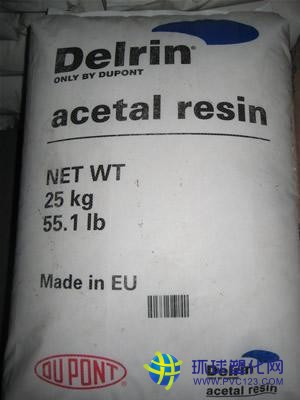 Delrin®
ONLY BY DUPONT
acetal resin
NET WT
25 kg
55.1 lb
Made in EU
DUPONT
Delrin
acetal resin
环球塑化网
www.PVC123.com